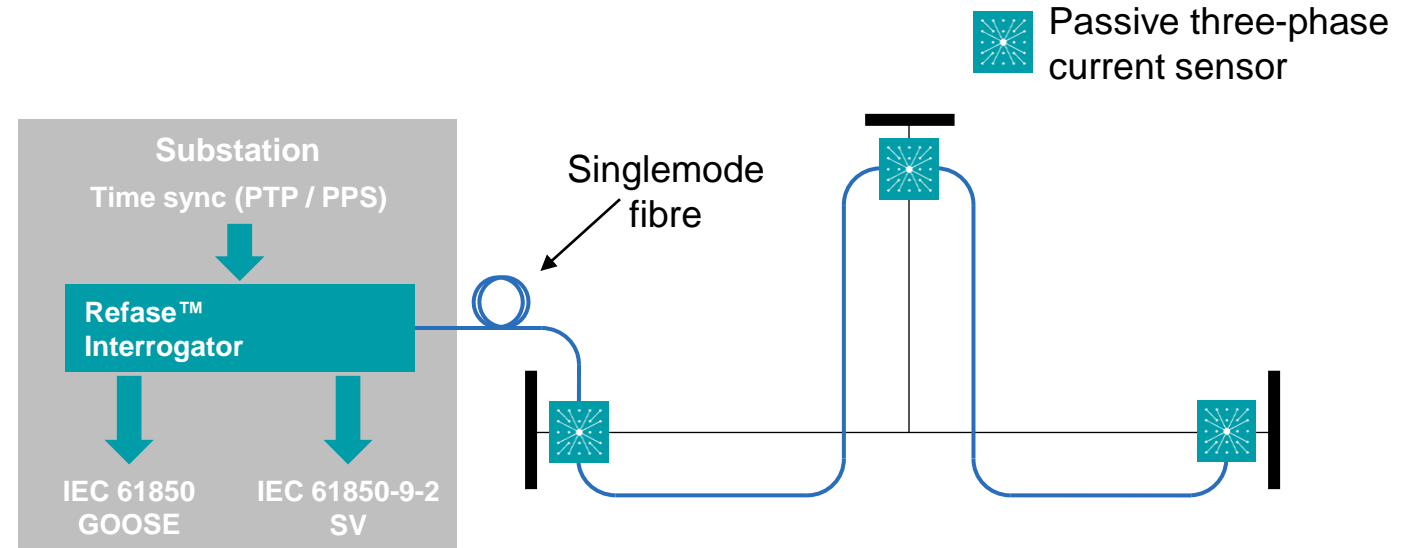 Passive three-phase
current sensor
Substation
Time sync (PTP / PPS)
Singlemode
fibre
Refase™
Interrogator
IEC 61850
GOOSE
IEC 61850-9-2
SV